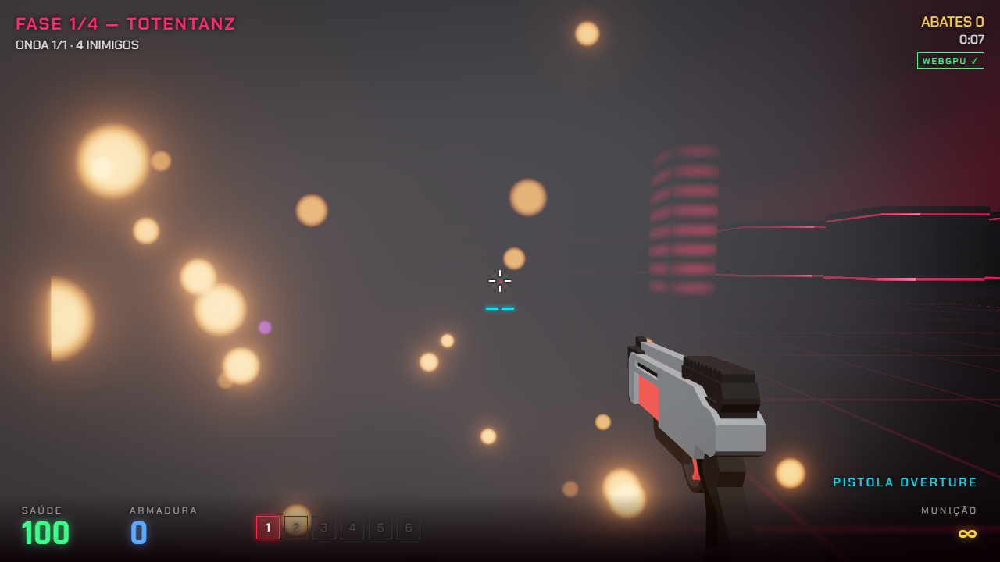 FASE 1/4 — TOTENTANZ
ONDA 1/1 · 4 INIMIGOS
ABATES 0
0:07
WEBGPU ✓
PISTOLA OVERTURE
SAÚDE
100
ARMADURA
0
1 2 3 4 5 6
MUNIÇÃO
∞